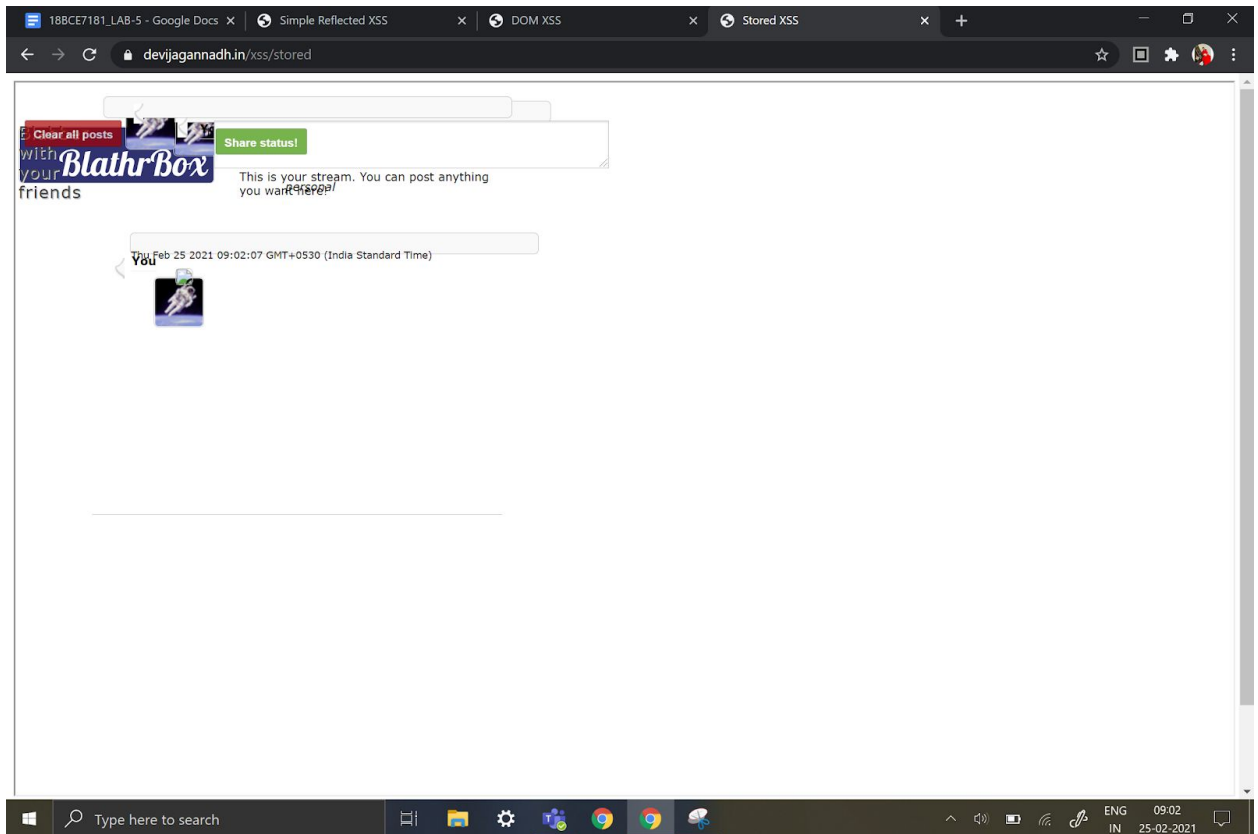 18BCE7181_LAB-5 - Google Docs
Simple Reflected XSS
DOM XSS
Stored XSS
devijagannadh.in/xss/stored
Clear all posts
Share status!
with
your
friends
BlathrBox
This is your stream. You can post anything
you want here!
personal
Thu Feb 25 2021 09:02:07 GMT+0530 (India Standard Time)
You
Type here to search
ENG
IN
09:02
25-02-2021